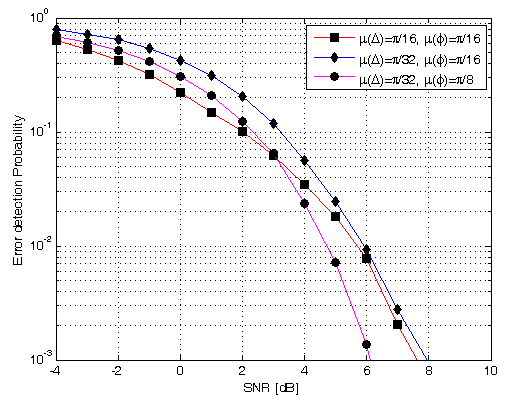 10^0
μ(Δ)=π/16, μ(ϕ)=π/16
μ(Δ)=π/32, μ(ϕ)=π/16
μ(Δ)=π/32, μ(ϕ)=π/8
10^-1
Error detection Probability
10^-2
10^-3
-4 -2 0 2 4 6 8 10
SNR [dB]